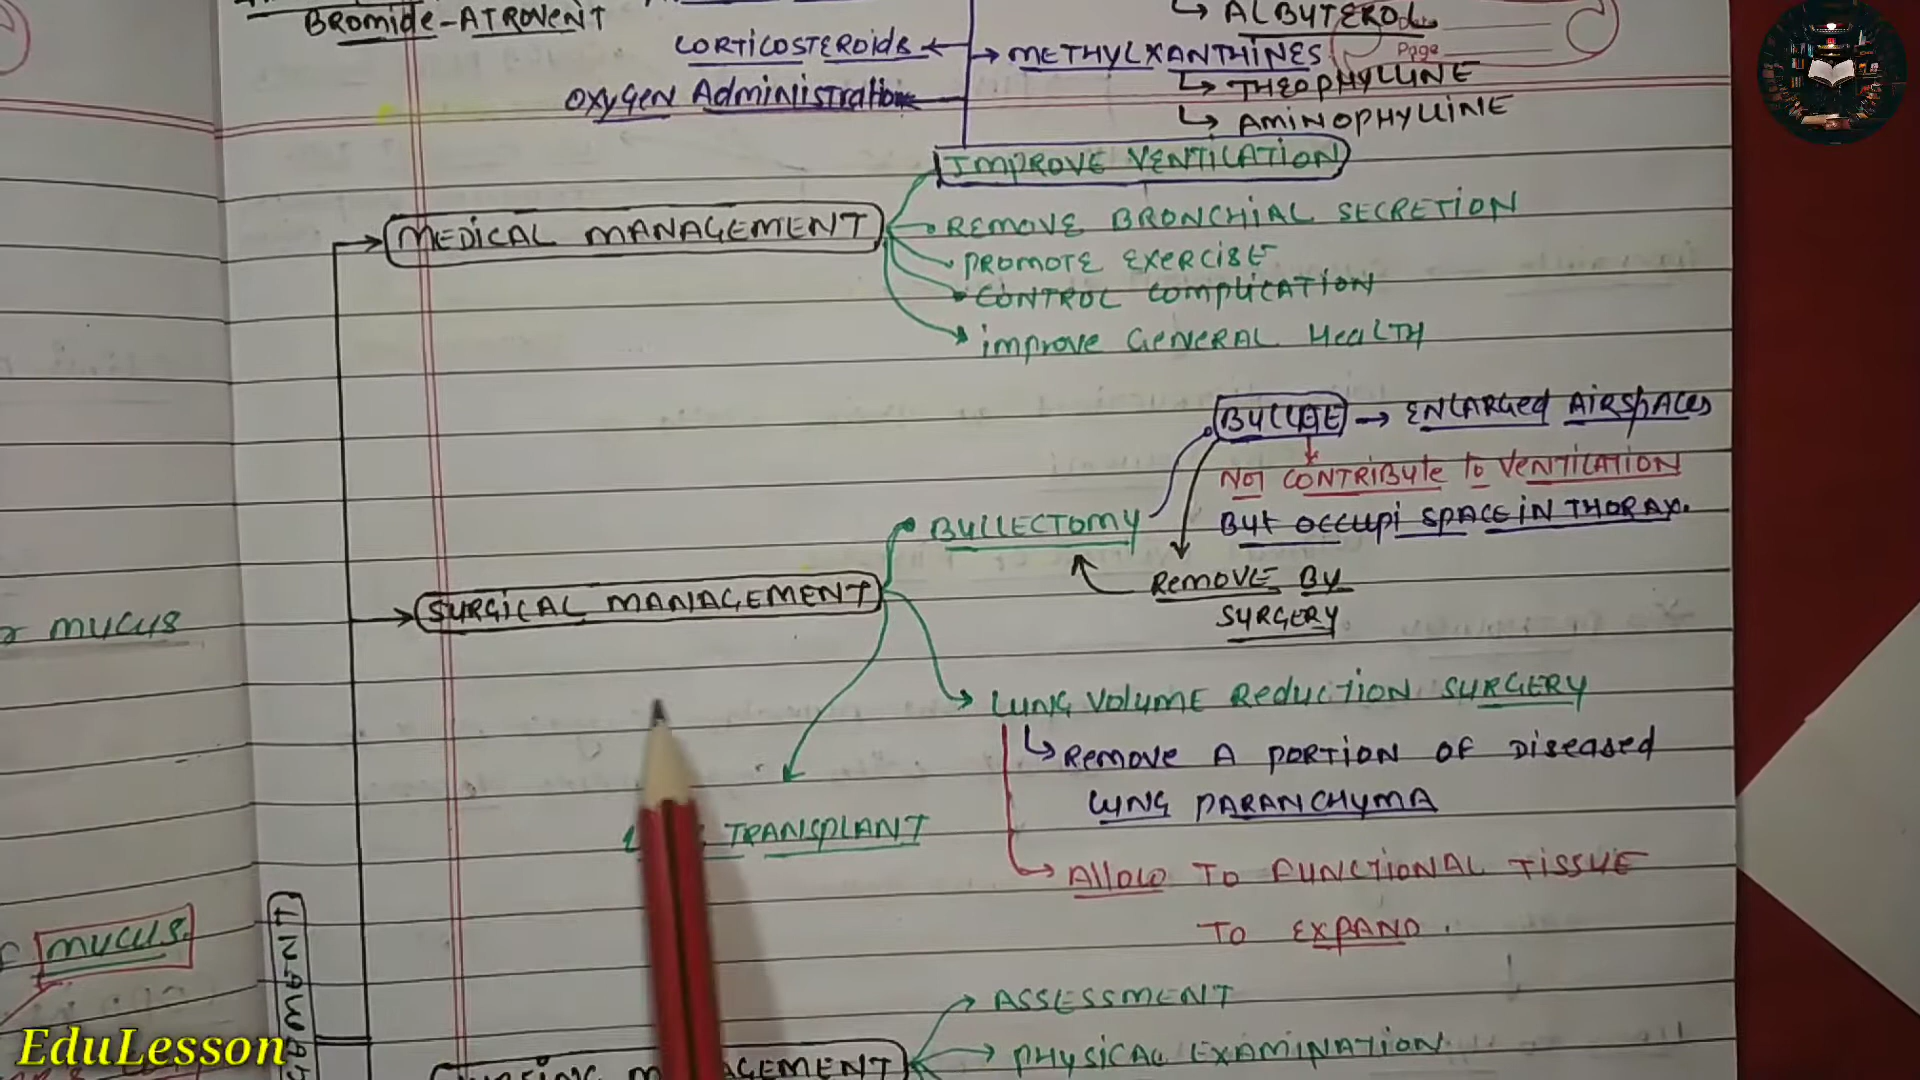 Bromide-ATROVENT
ALBUTEROL
CORTICOSTEROIDS
METHYLXANTHINES
Page
THEOPHYLLINE
OXYGEN Administration
AMINOPHYLLINE
IMPROVE VENTILATION
MEDICAL MANAGEMENT
REMOVE BRONCHIAL SECRETION
PROMOTE EXERCISE
CONTROL COMPLICATION
improve GENERAL HEALTH
BULLAE → ENLARGED AIRSPACES
NOT CONTRIBUTE TO VENTILATION
BUT OCCUPI SPACE IN THORAX.
BULLECTOMY
REMOVE BY
SURGERY
SURGICAL MANAGEMENT
MUCUS
LUNG VOLUME REDUCTION SURGERY
REMOVE A PORTION OF DISEASED
LUNG PARANCHYMA
TRANSPLANT
ALLOW TO FUNCTIONAL TISSUE
TO EXPAND.
MUCUS.
ASSESSMENT
PHYSICAL EXAMINATION
EduLesson